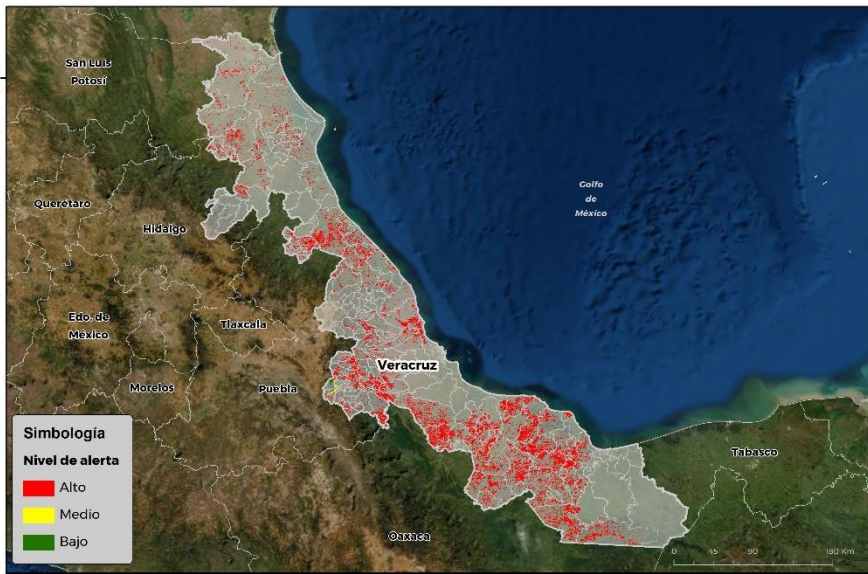 San Luis
Potosí
Golfo
de
México
Querétaro
Hidalgo
Edo. de
México
Tlaxcala
Veracruz
Morelos
Puebla
Simbología
Nivel de alerta
Alto
Medio
Bajo
Tabasco
Oaxaca
0 45 90 180 Km